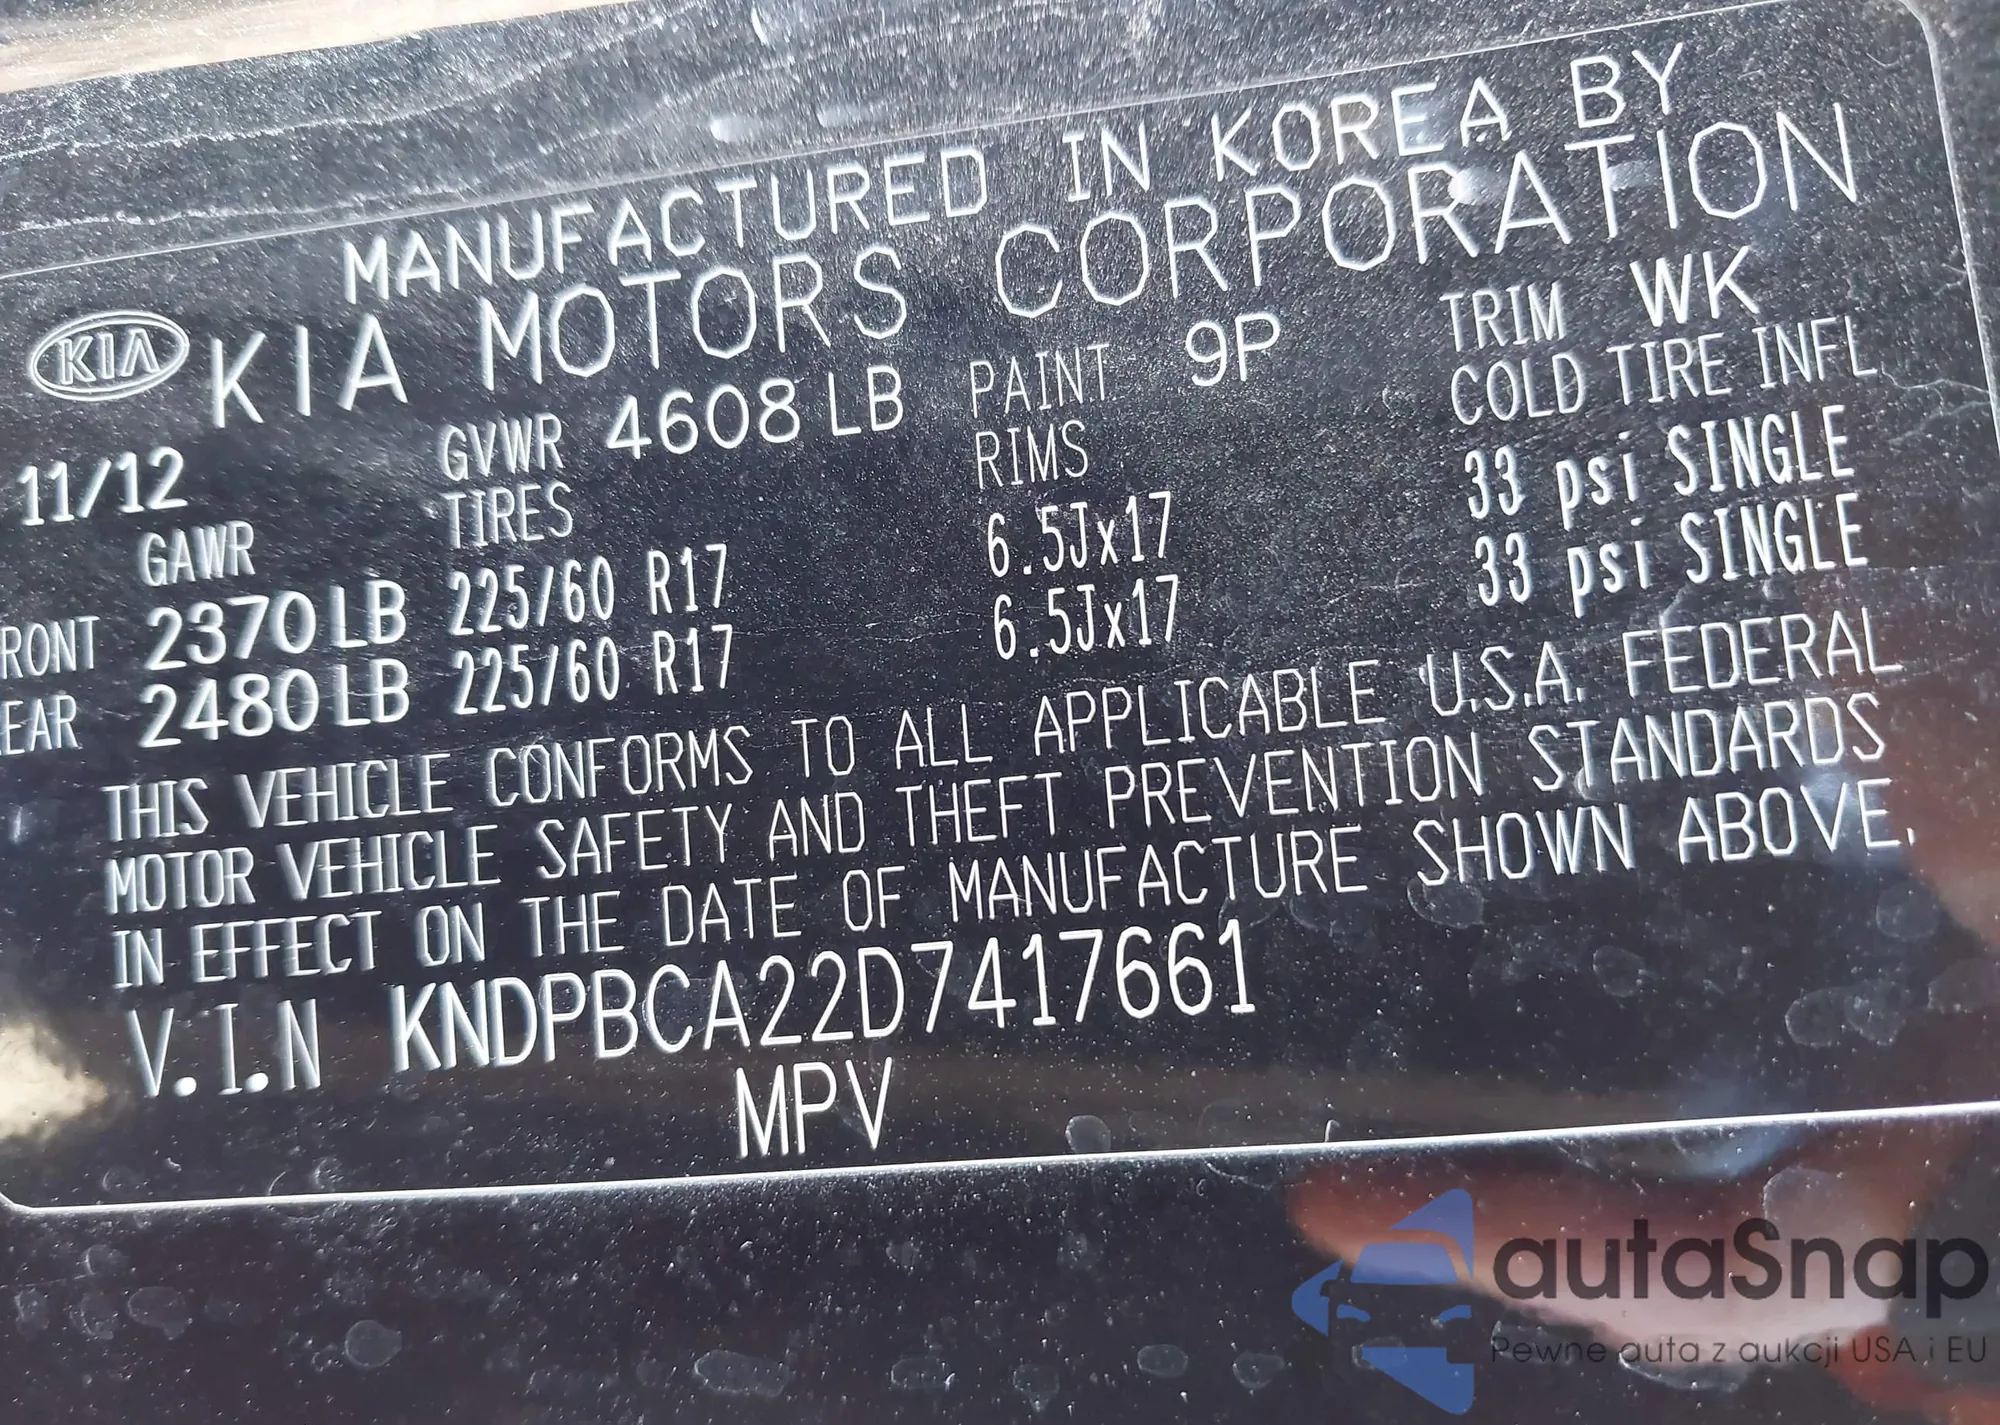 MANUFACTURED IN KOREA BY
KIA KIA MOTORS CORPORATION
11/12 GVWR 4608 LB PAINT 9P TRIM WK
GAWR TIRES RIMS COLD TIRE INFL
RONT 2370 LB 225/60 R17 6.5Jx17 33 psi SINGLE
EAR 2480 LB 225/60 R17 6.5Jx17 33 psi SINGLE
THIS VEHICLE CONFORMS TO ALL APPLICABLE U.S.A. FEDERAL
MOTOR VEHICLE SAFETY AND THEFT PREVENTION STANDARDS
IN EFFECT ON THE DATE OF MANUFACTURE SHOWN ABOVE.
V.I.N KNDPBCA22D7417661
MPV
autaSnap
Pewne auta z aukcji USA i EU